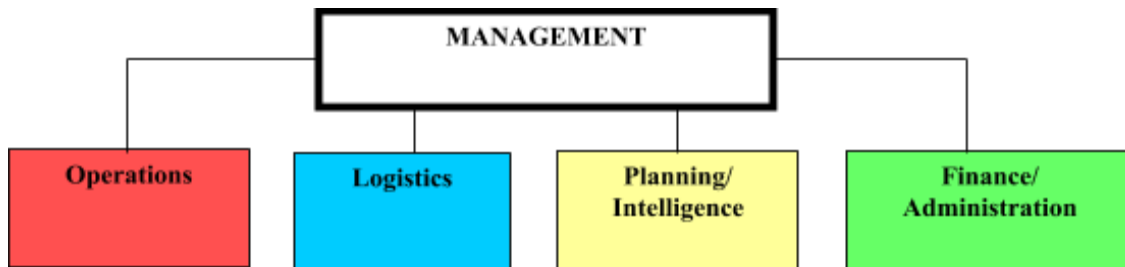 MANAGEMENT
Operations
Logistics
Planning/
Intelligence
Finance/
Administration